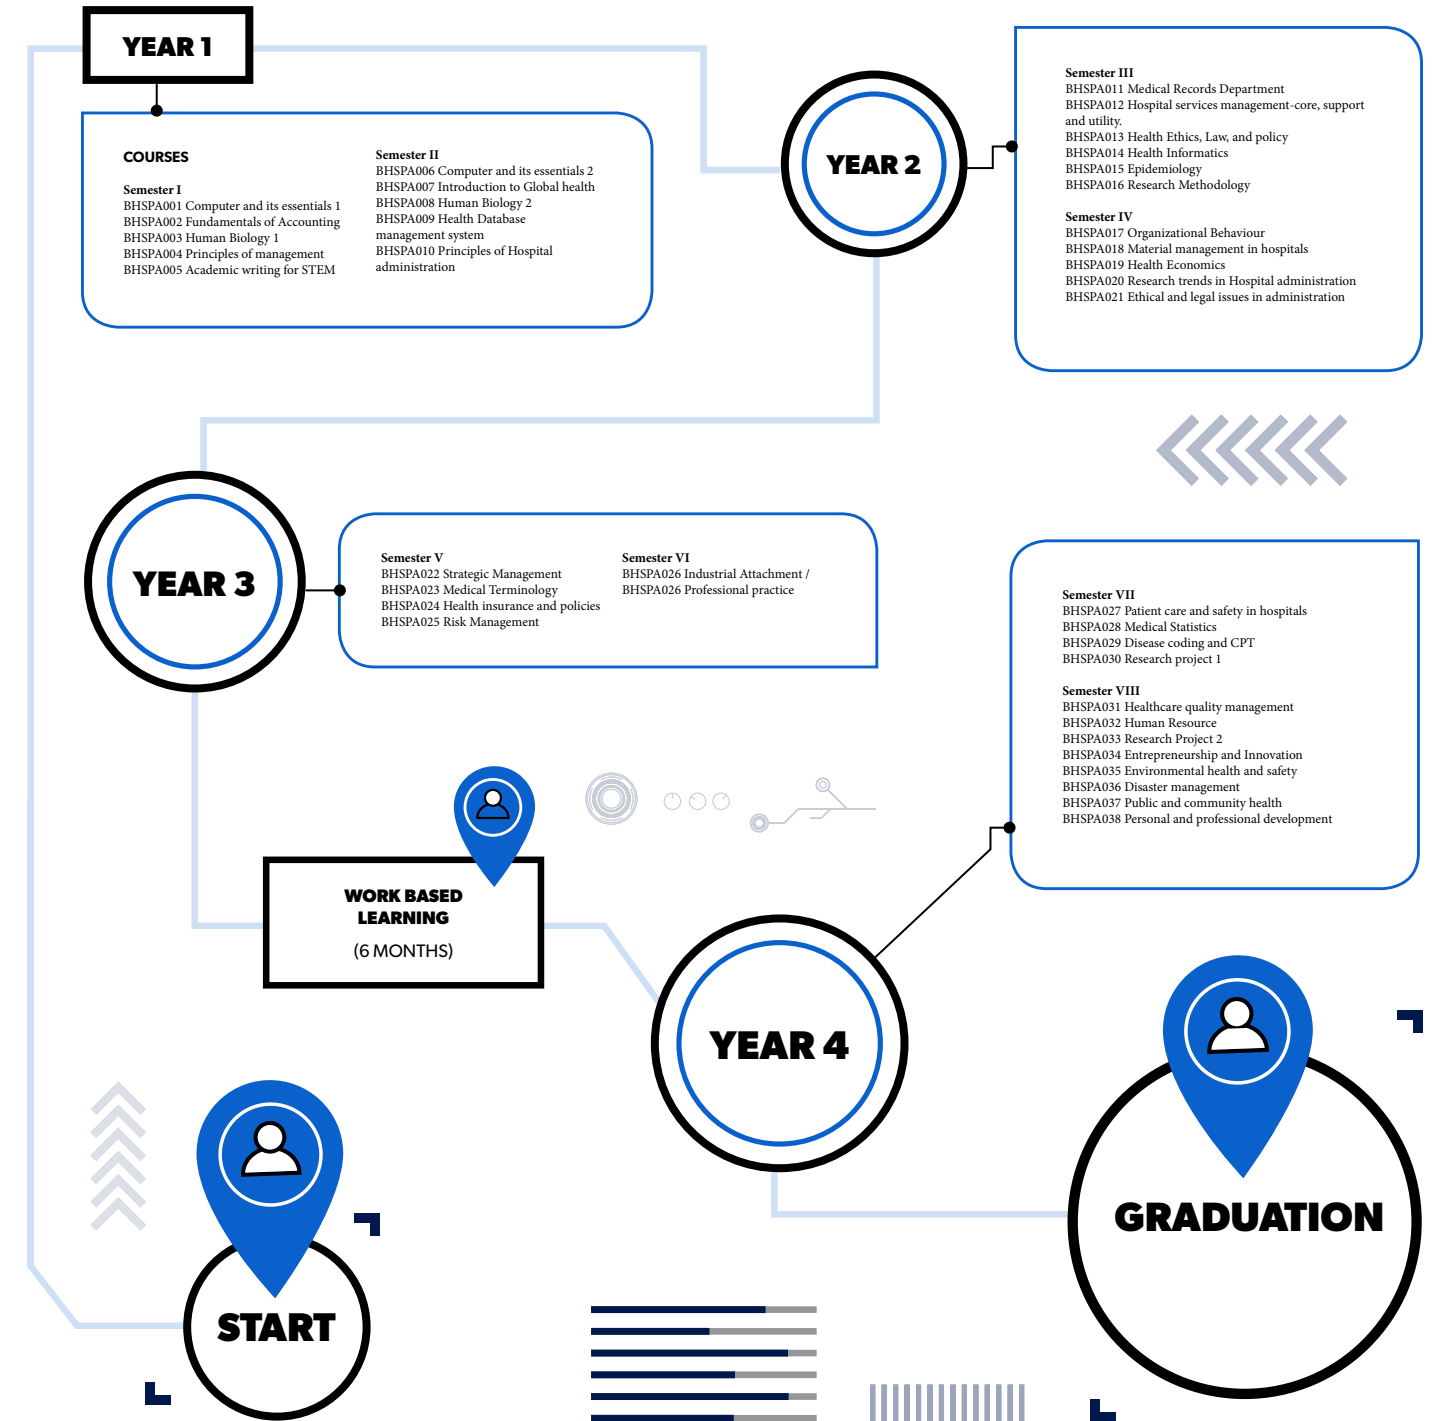 YEAR 1
COURSES
Semester I
BHSPA001 Computer and its essentials 1
BHSPA002 Fundamentals of Accounting
BHSPA003 Human Biology 1
BHSPA004 Principles of management
BHSPA005 Academic writing for STEM
Semester II
BHSPA006 Computer and its essentials 2
BHSPA007 Introduction to Global health
BHSPA008 Human Biology 2
BHSPA009 Health Database
management system
BHSPA010 Principles of Hospital
administration
YEAR 2
Semester III
BHSPA011 Medical Records Department
BHSPA012 Hospital services management-core, support
and utility.
BHSPA013 Health Ethics, Law, and policy
BHSPA014 Health Informatics
BHSPA015 Epidemiology
BHSPA016 Research Methodology
Semester IV
BHSPA017 Organizational Behaviour
BHSPA018 Material management in hospitals
BHSPA019 Health Economics
BHSPA020 Research trends in Hospital administration
BHSPA021 Ethical and legal issues in administration
YEAR 3
Semester V
BHSPA022 Strategic Management
BHSPA023 Medical Terminology
BHSPA024 Health insurance and policies
BHSPA025 Risk Management
Semester VI
BHSPA026 Industrial Attachment /
BHSPA026 Professional practice
WORK BASED
LEARNING
(6 MONTHS)
YEAR 4
Semester VII
BHSPA027 Patient care and safety in hospitals
BHSPA028 Medical Statistics
BHSPA029 Disease coding and CPT
BHSPA030 Research project 1
Semester VIII
BHSPA031 Healthcare quality management
BHSPA032 Human Resource
BHSPA033 Research Project 2
BHSPA034 Entrepreneurship and Innovation
BHSPA035 Environmental health and safety
BHSPA036 Disaster management
BHSPA037 Public and community health
BHSPA038 Personal and professional development
GRADUATION
START